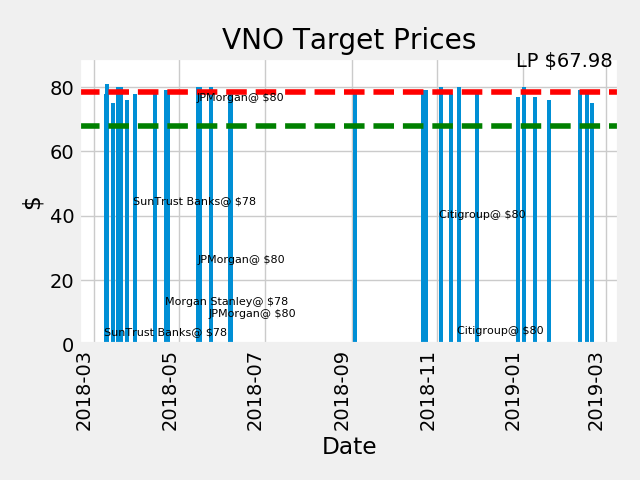 VNO Target Prices
LP $67.98
80
JPMorgan@ $80
60
SunTrust Banks@ $78
40
Citigroup@ $80
$
JPMorgan@ $80
20
Morgan Stanley@ $78
JPMorgan@ $80
SunTrust Banks@ $78
Citigroup@ $80
0
2018-03
2018-05
2018-07
2018-09
2018-11
2019-01
2019-03
Date